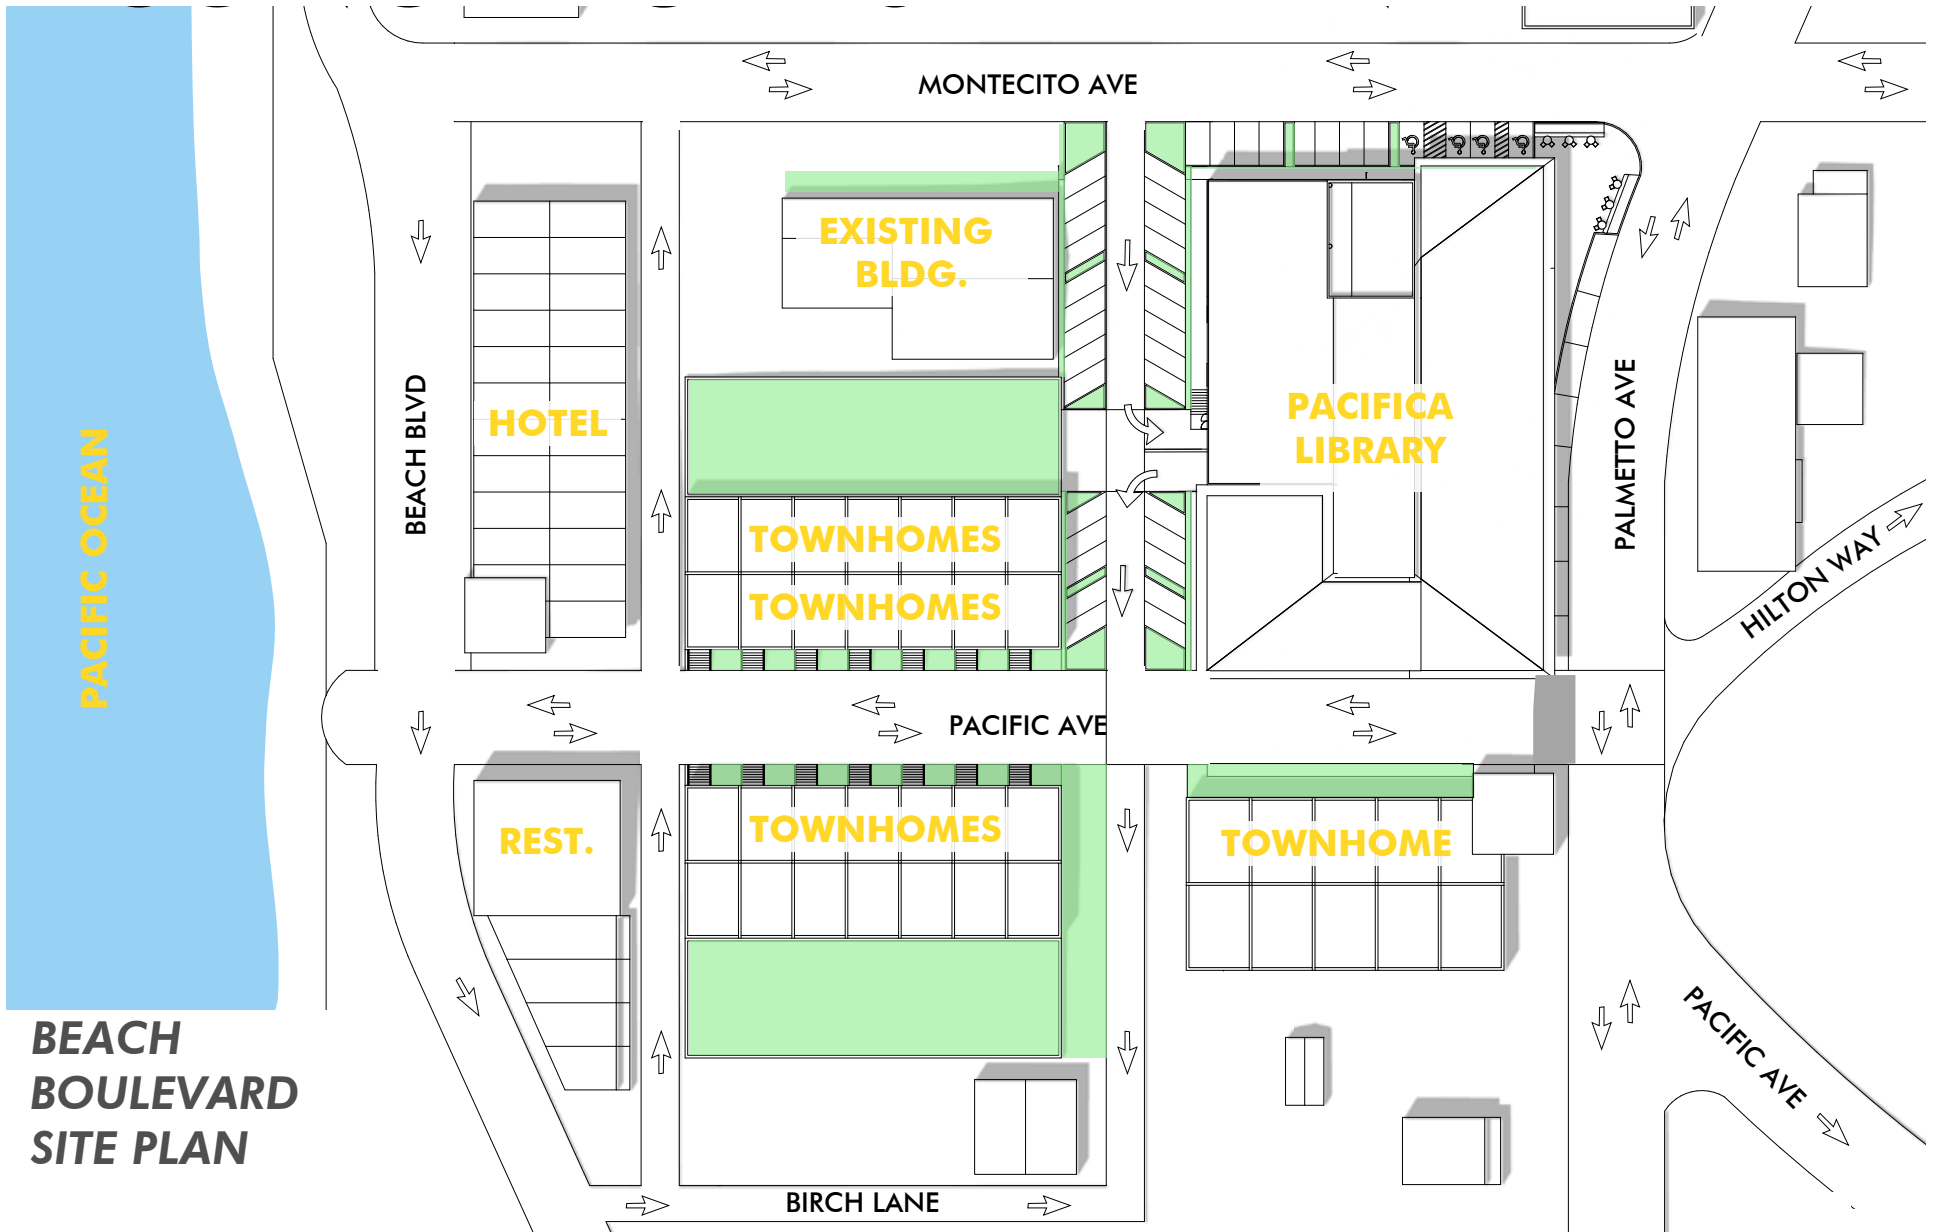 MONTECITO AVE
EXISTING
BLDG.
BEACH BLVD
HOTEL
PACIFICA
LIBRARY
PALMETTO AVE
PACIFIC OCEAN
TOWNHOMES
TOWNHOMES
HILTON WAY
PACIFIC AVE
REST.
TOWNHOMES
TOWNHOME
PACIFIC AVE
BEACH
BOULEVARD
SITE PLAN
BIRCH LANE